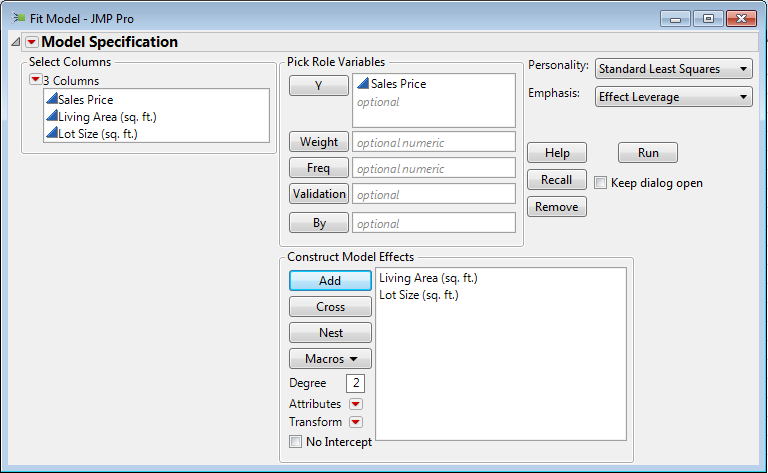 Fit Model - JMP Pro
Model Specification
Select Columns
3 Columns
Sales Price
Living Area (sq. ft.)
Lot Size (sq. ft.)
Pick Role Variables
Y
Sales Price
optional
Weight
optional numeric
Freq
optional numeric
Validation
optional
By
optional
Personality:
Standard Least Squares
Emphasis:
Effect Leverage
Help
Run
Recall
Keep dialog open
Remove
Construct Model Effects
Add
Cross
Nest
Macros
Degree
2
Attributes
Transform
No Intercept
Living Area (sq. ft.)
Lot Size (sq. ft.)